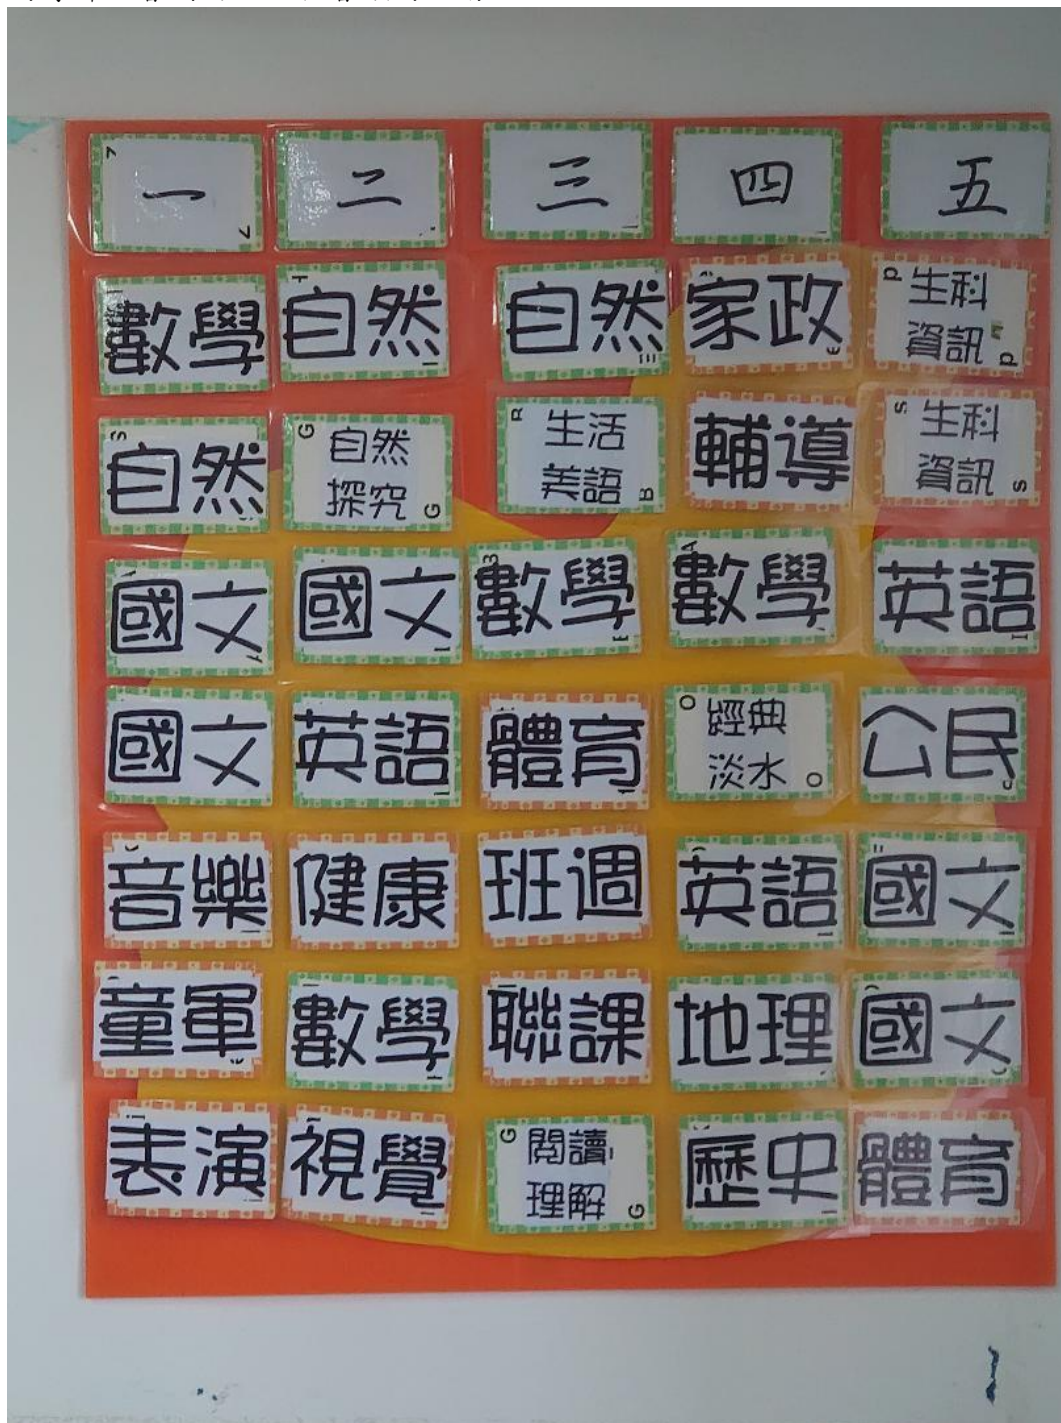 一 二 三 四 五
數學 自然 自然 家政 生科資訊
自然 自然探究 生活美語 輔導 生科資訊
國文 國文 數學 數學 英語
國文 英語 體育 經典淡水 公民
音樂 健康 班週 英語 國文
童軍 數學 聯課 地理 國文
表演 視覺 閱讀理解 歷史 體育